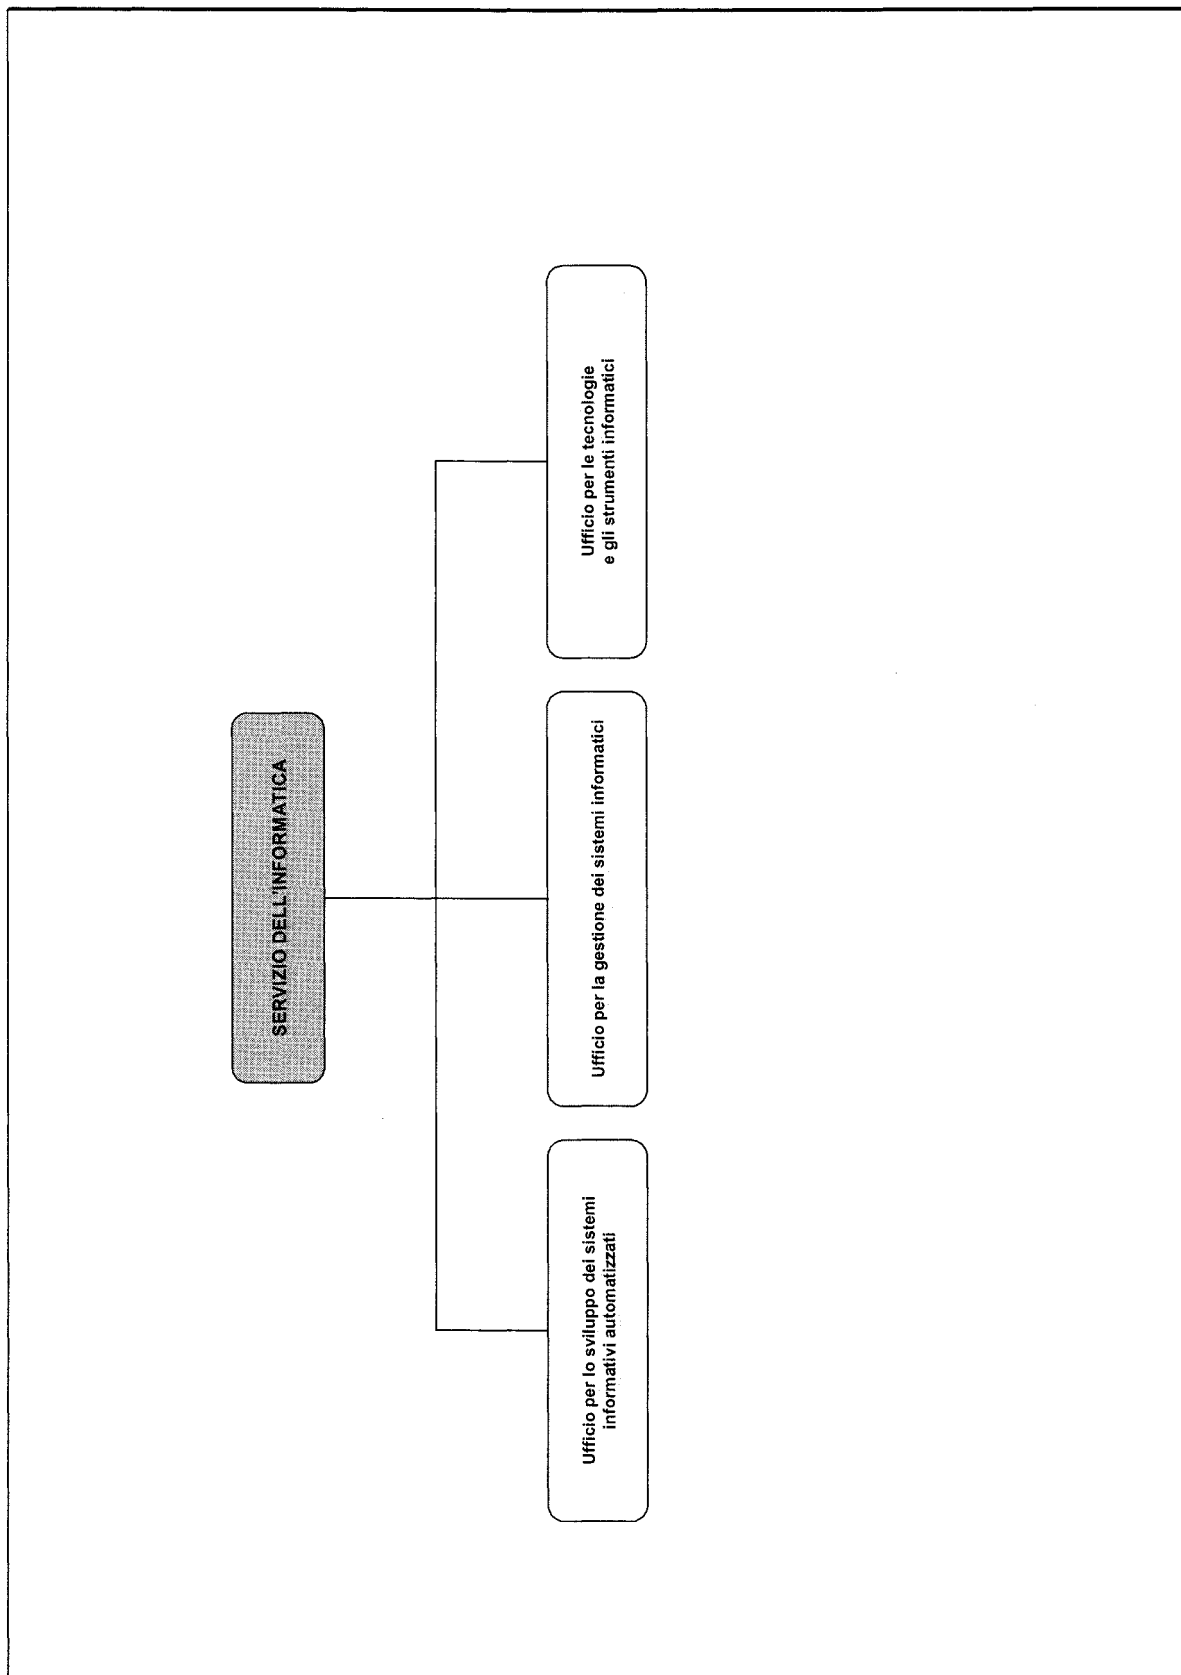 SERVIZIO DELL'INFORMATICA
Ufficio per lo sviluppo dei sistemi
informativi automatizzati
Ufficio per la gestione dei sistemi informatici
Ufficio per le tecnologie
e gli strumenti informatici